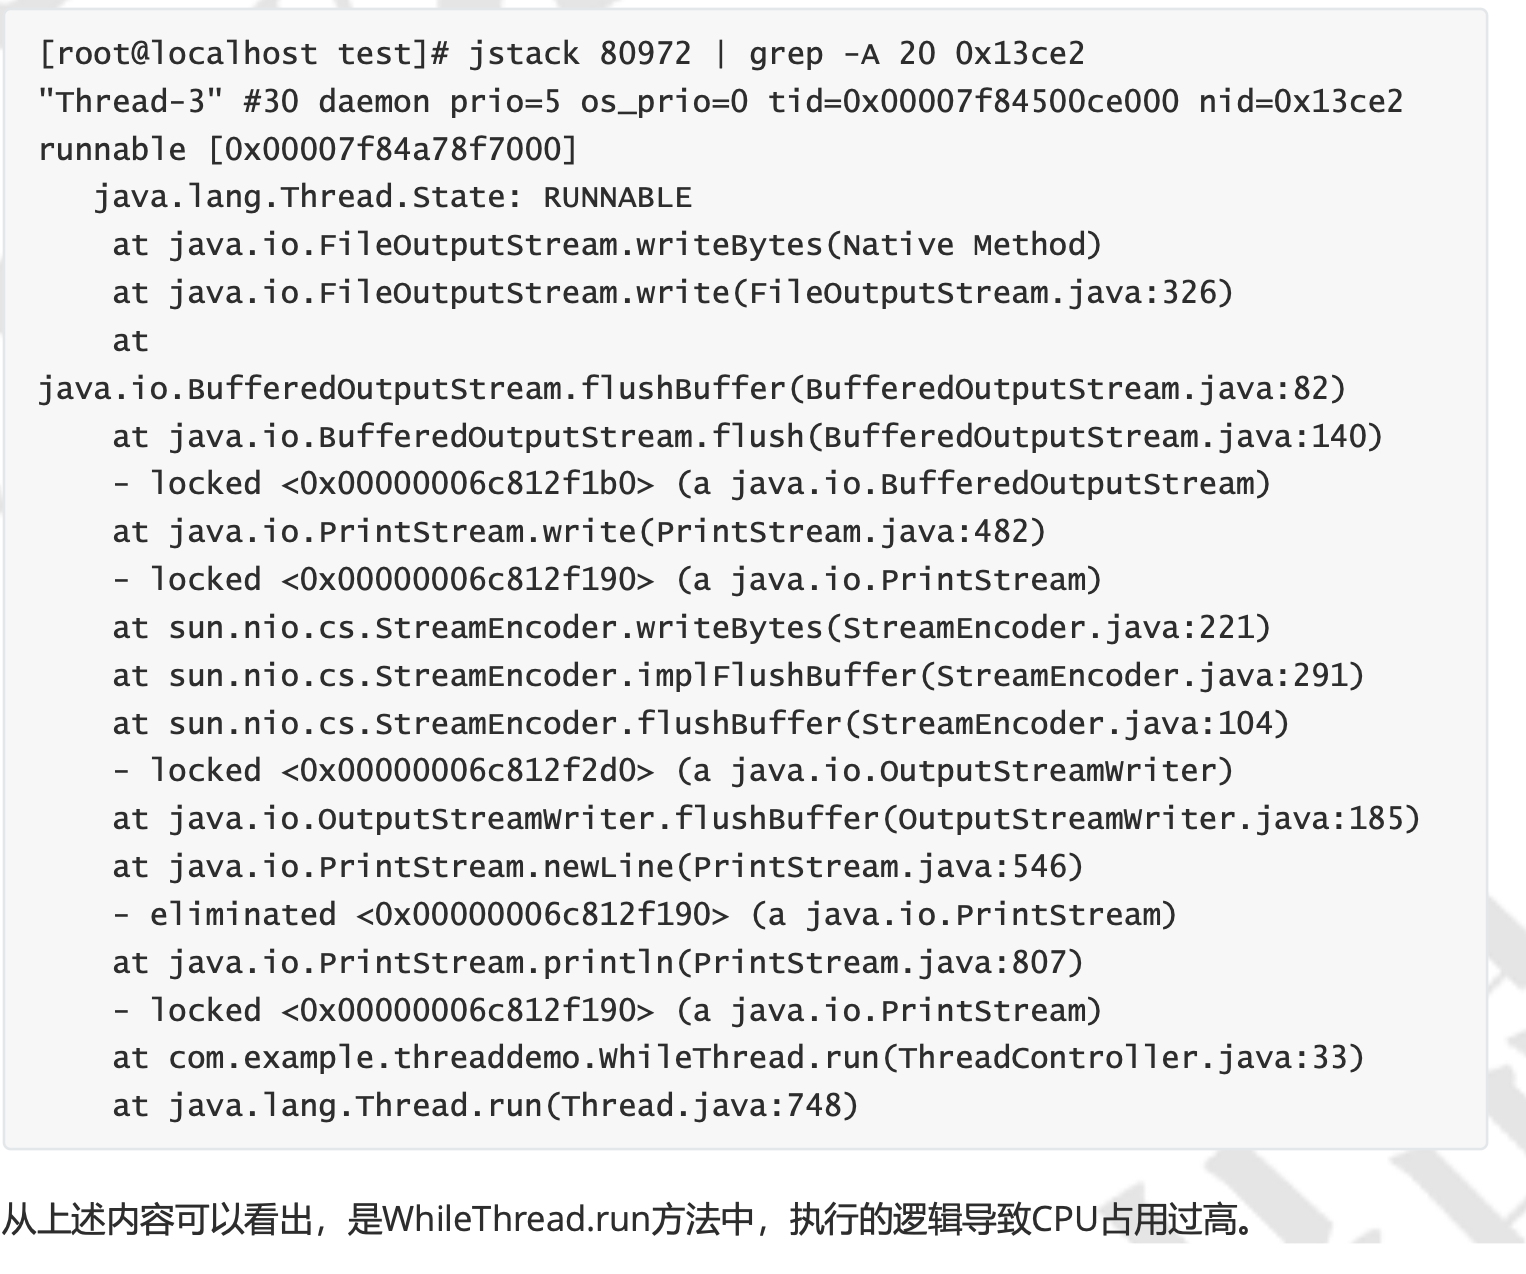 [root@localhost test]# jstack 80972 | grep -A 20 0x13ce2
"Thread-3" #30 daemon prio=5 os_prio=0 tid=0x00007f84500ce000 nid=0x13ce2
runnable [0x00007f84a78f7000]
java.lang.Thread.State: RUNNABLE
at java.io.FileOutputStream.writeBytes(Native Method)
at java.io.FileOutputStream.write(FileOutputStream.java:326)
at
java.io.BufferedOutputStream.flushBuffer(BufferedOutputStream.java:82)
at java.io.BufferedOutputStream.flush(BufferedOutputStream.java:140)
- locked <0x00000006c812f1b0> (a java.io.BufferedOutputStream)
at java.io.PrintStream.write(PrintStream.java:482)
- locked <0x00000006c812f190> (a java.io.PrintStream)
at sun.nio.cs.StreamEncoder.writeBytes(StreamEncoder.java:221)
at sun.nio.cs.StreamEncoder.implFlushBuffer(StreamEncoder.java:291)
at sun.nio.cs.StreamEncoder.flushBuffer(StreamEncoder.java:104)
- locked <0x00000006c812f2d0> (a java.io.OutputStreamWriter)
at java.io.OutputStreamWriter.flushBuffer(OutputStreamWriter.java:185)
at java.io.PrintStream.newLine(PrintStream.java:546)
- eliminated <0x00000006c812f190> (a java.io.PrintStream)
at java.io.PrintStream.println(PrintStream.java:807)
- locked <0x00000006c812f190> (a java.io.PrintStream)
at com.example.threaddemo.WhileThread.run(ThreadController.java:33)
at java.lang.Thread.run(Thread.java:748)
从上述内容可以看出，是WhileThread.run方法中，执行的逻辑导致CPU占用过高。